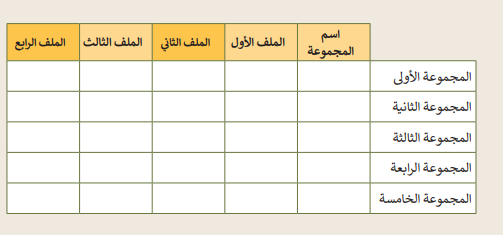 اسم المجموعة
الملف الأول
الملف الثاني
الملف الثالث
الملف الرابع
المجموعة الأولى
المجموعة الثانية
المجموعة الثالثة
المجموعة الرابعة
المجموعة الخامسة